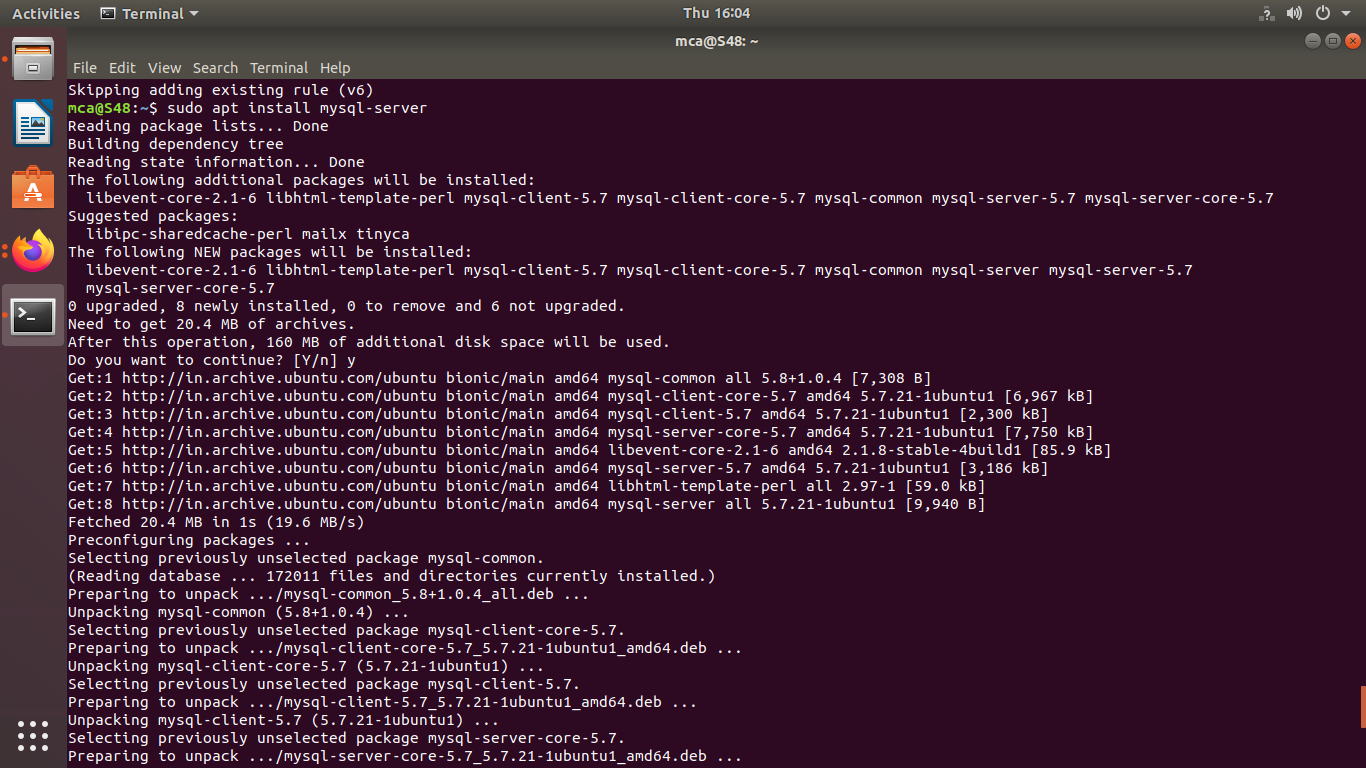 Activities Terminal Thu 16:04
mca@S48: ~
File Edit View Search Terminal Help
Skipping adding existing rule (v6)
mca@S48:~$ sudo apt install mysql-server
Reading package lists... Done
Building dependency tree
Reading state information... Done
The following additional packages will be installed:
  libevent-core-2.1-6 libhtml-template-perl mysql-client-5.7 mysql-client-core-5.7 mysql-common mysql-server-5.7 mysql-server-core-5.7
Suggested packages:
  libipc-sharedcache-perl mailx tinyca
The following NEW packages will be installed:
  libevent-core-2.1-6 libhtml-template-perl mysql-client-5.7 mysql-client-core-5.7 mysql-common mysql-server mysql-server-5.7
  mysql-server-core-5.7
0 upgraded, 8 newly installed, 0 to remove and 6 not upgraded.
Need to get 20.4 MB of archives.
After this operation, 160 MB of additional disk space will be used.
Do you want to continue? [Y/n] y
Get:1 http://in.archive.ubuntu.com/ubuntu bionic/main amd64 mysql-common all 5.8+1.0.4 [7,308 B]
Get:2 http://in.archive.ubuntu.com/ubuntu bionic/main amd64 mysql-client-core-5.7 amd64 5.7.21-1ubuntu1 [6,967 kB]
Get:3 http://in.archive.ubuntu.com/ubuntu bionic/main amd64 mysql-client-5.7 amd64 5.7.21-1ubuntu1 [2,300 kB]
Get:4 http://in.archive.ubuntu.com/ubuntu bionic/main amd64 mysql-server-core-5.7 amd64 5.7.21-1ubuntu1 [7,750 kB]
Get:5 http://in.archive.ubuntu.com/ubuntu bionic/main amd64 libevent-core-2.1-6 amd64 2.1.8-stable-4build1 [85.9 kB]
Get:6 http://in.archive.ubuntu.com/ubuntu bionic/main amd64 mysql-server-5.7 amd64 5.7.21-1ubuntu1 [3,186 kB]
Get:7 http://in.archive.ubuntu.com/ubuntu bionic/main amd64 libhtml-template-perl all 2.97-1 [59.0 kB]
Get:8 http://in.archive.ubuntu.com/ubuntu bionic/main amd64 mysql-server all 5.7.21-1ubuntu1 [9,940 B]
Fetched 20.4 MB in 1s (19.6 MB/s)
Preconfiguring packages ...
Selecting previously unselected package mysql-common.
(Reading database ... 172011 files and directories currently installed.)
Preparing to unpack .../mysql-common_5.8+1.0.4_all.deb ...
Unpacking mysql-common (5.8+1.0.4) ...
Selecting previously unselected package mysql-client-core-5.7.
Preparing to unpack .../mysql-client-core-5.7_5.7.21-1ubuntu1_amd64.deb ...
Unpacking mysql-client-core-5.7 (5.7.21-1ubuntu1) ...
Selecting previously unselected package mysql-client-5.7.
Preparing to unpack .../mysql-client-5.7_5.7.21-1ubuntu1_amd64.deb ...
Unpacking mysql-client-5.7 (5.7.21-1ubuntu1) ...
Selecting previously unselected package mysql-server-core-5.7.
Preparing to unpack .../mysql-server-core-5.7_5.7.21-1ubuntu1_amd64.deb ...